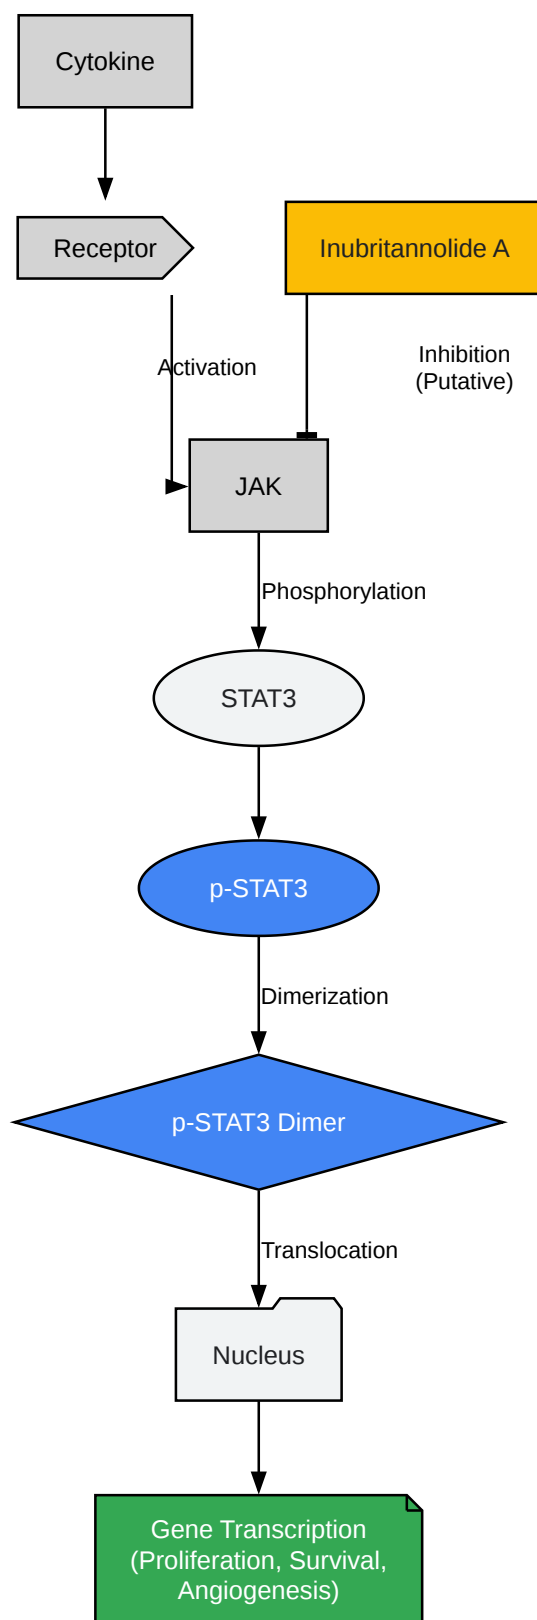 Cytokine
Receptor
Inubritannolide A
Activation
Inhibition
(Putative)
JAK
Phosphorylation
STAT3
p-STAT3
Dimerization
p-STAT3 Dimer
Translocation
Nucleus
Gene Transcription
(Proliferation, Survival,
Angiogenesis)